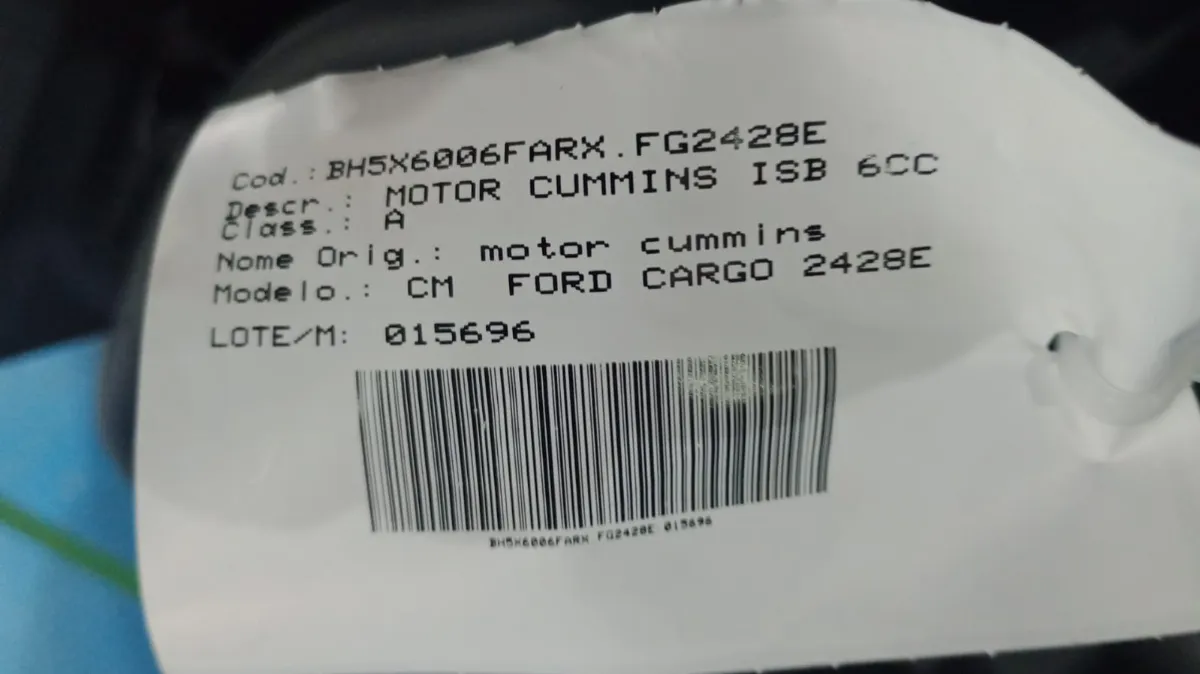 Cod.: BH5X6006FARX.FG2428E
Descr.: MOTOR CUMMINS ISB 6CC
Class.: A
Nome Orig.: motor cummins
Modelo.: CM FORD CARGO 2428E
LOTE/M: 015696
BH5X6006FARX FG2428E 015696